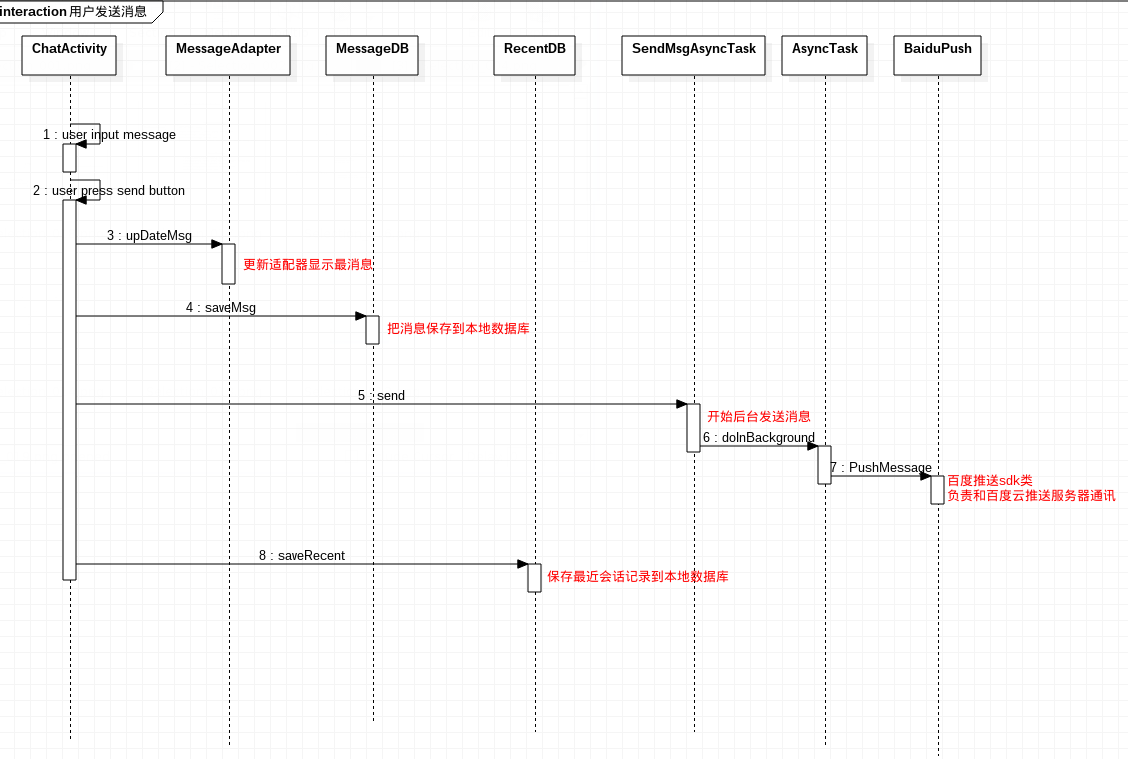 interaction 用户发送消息
ChatActivity
MessageAdapter
MessageDB
RecentDB
SendMsgAsyncTask
AsyncTask
BaiduPush
1 : user input message
2 : user press send button
3 : upDateMsg
更新适配器显示最消息
4 : saveMsg
把消息保存到本地数据库
5 : send
开始后台发送消息
6 : doInBackground
7 : PushMessage
百度推送sdk类
负责和百度云推送服务器通讯
8 : saveRecent
保存最近会话记录到本地数据库